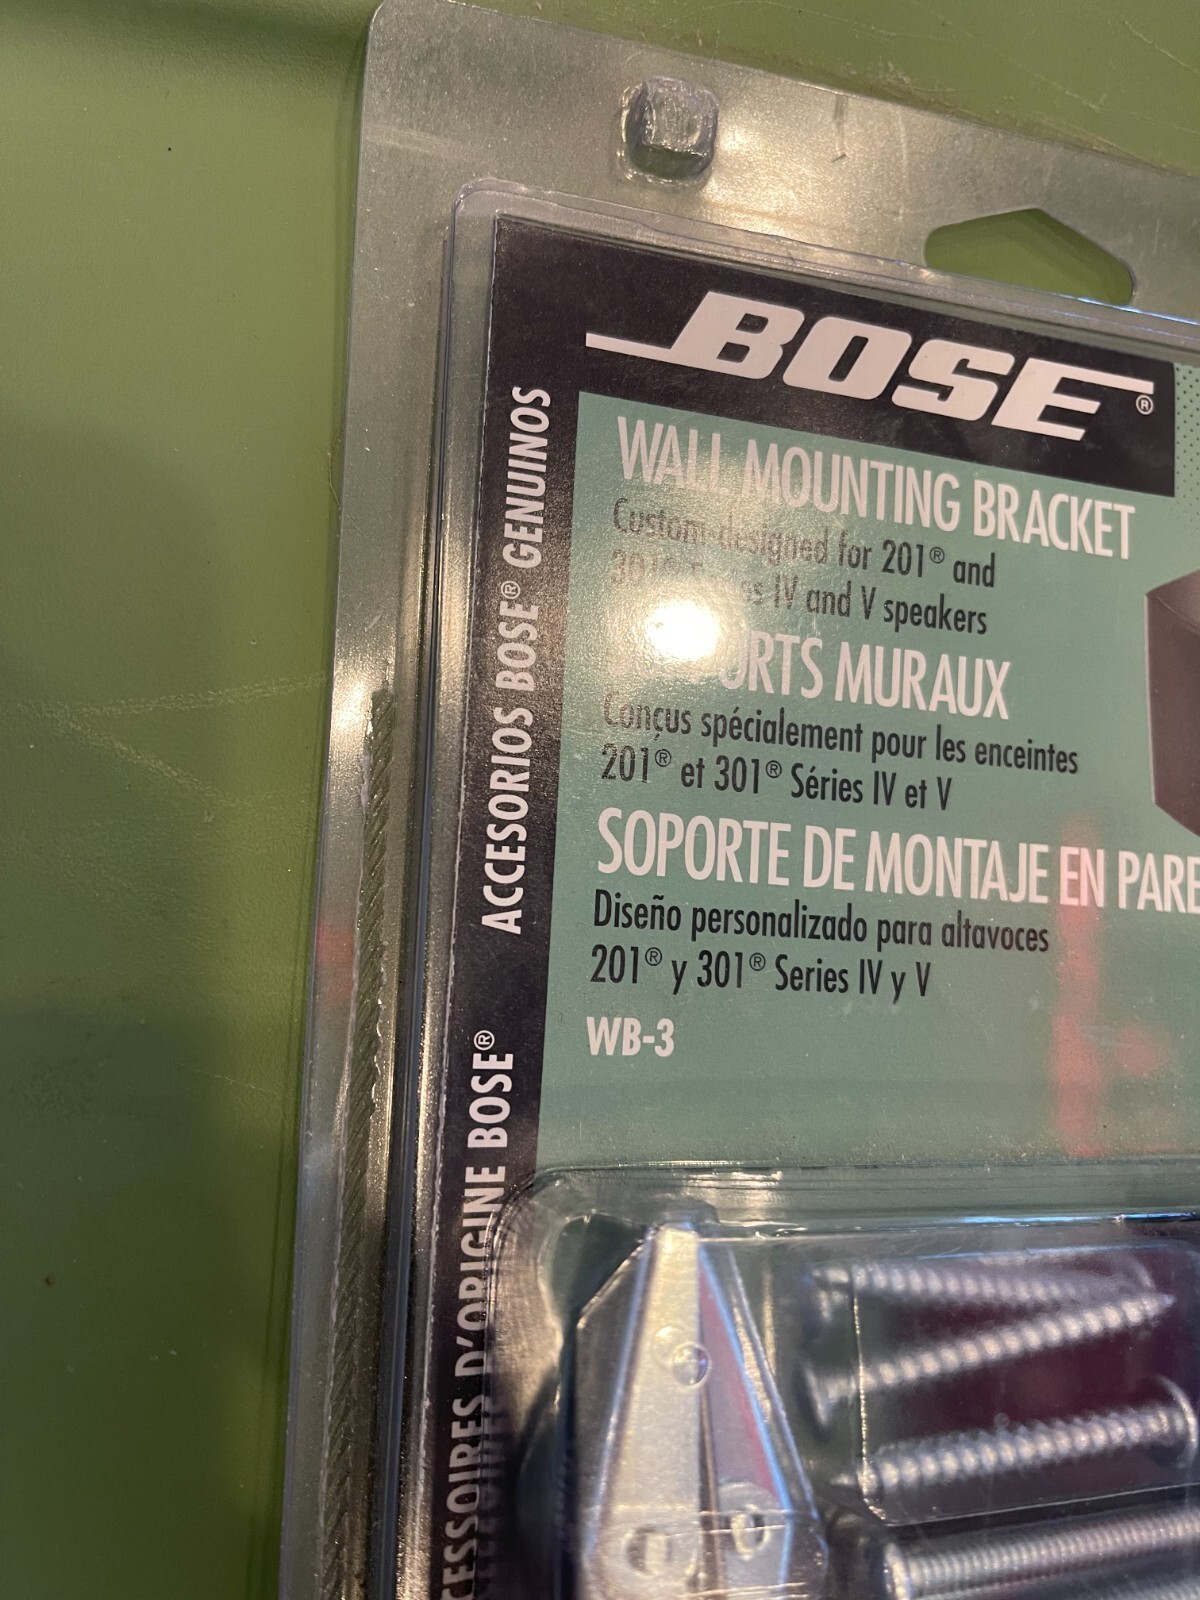 BOSE®
WALL MOUNTING BRACKET
Custom-designed for 201® and
IV and V speakers
MURAUX
Conçus spécialement pour les enceintes
201® et 301® Séries IV et V
SOPORTE DE MONTAJE EN PARE
Diseño personalizado para altavoces
201® y 301® Series IV y V
WB-3
ACCESORIOS BOSE® GENUINOS
D'ORIGINE BOSE®